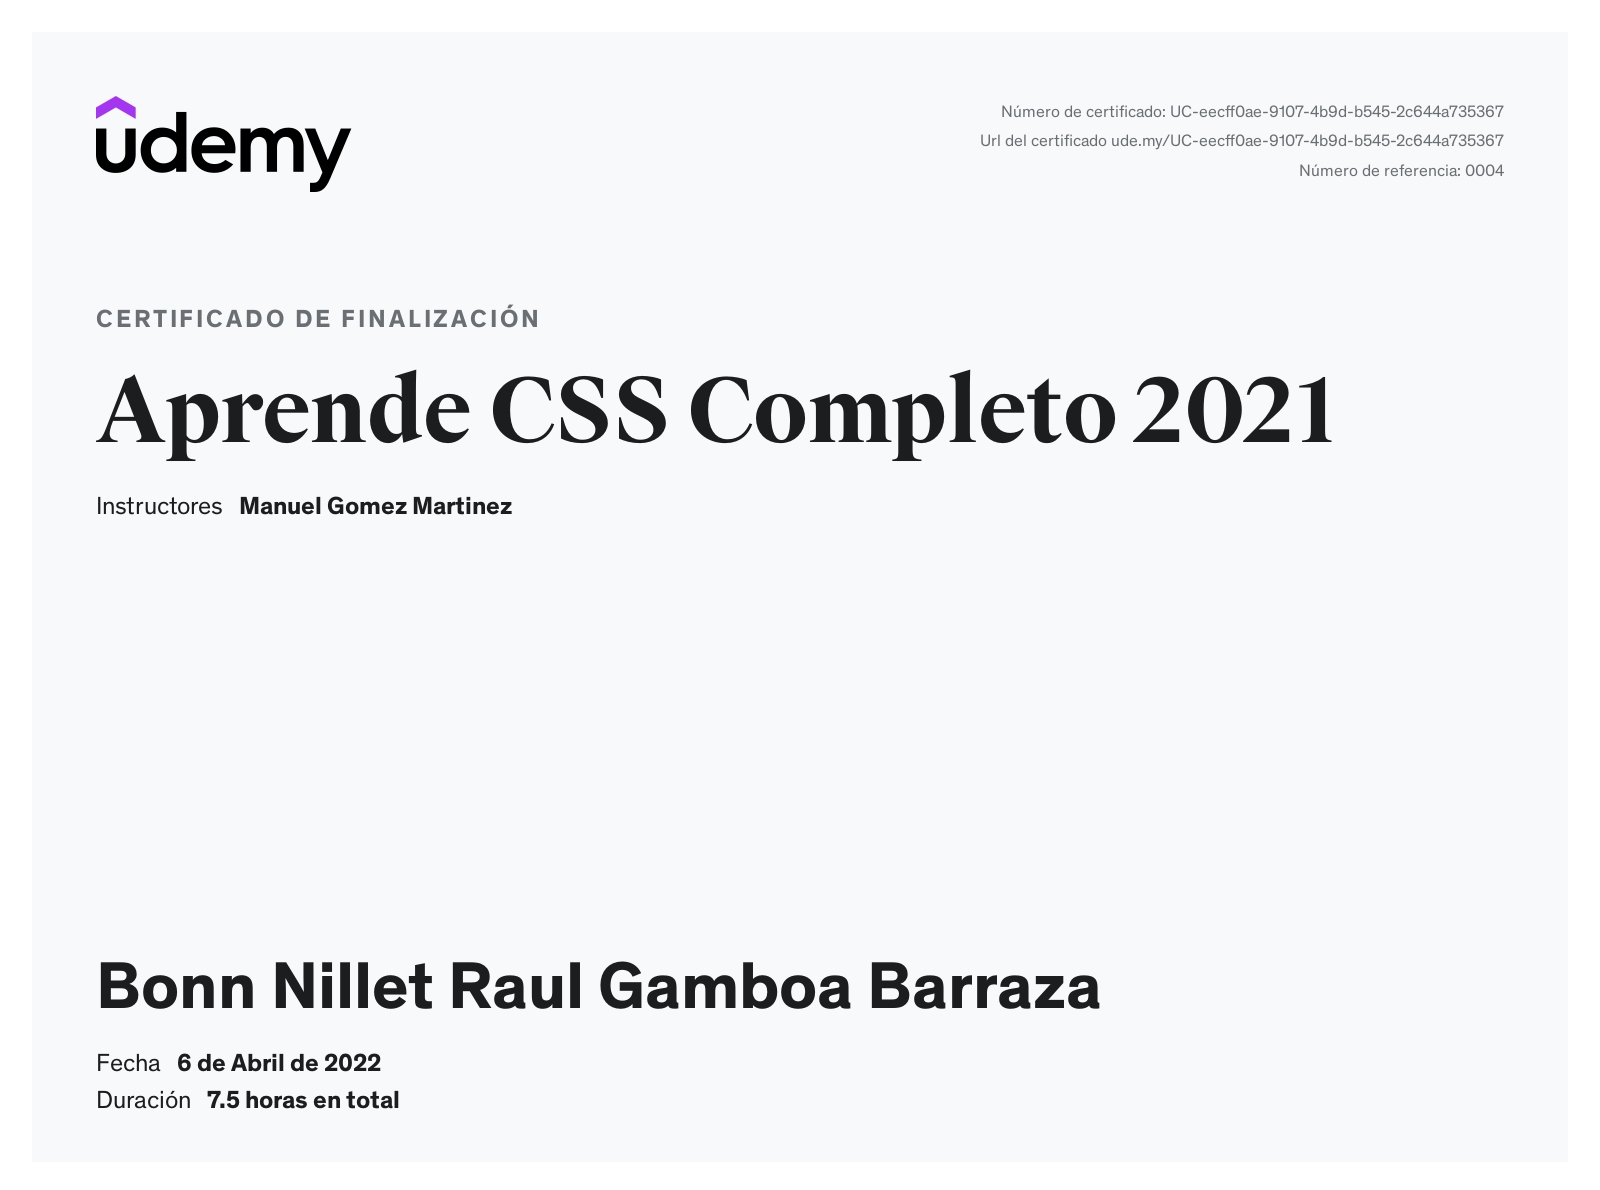 udemy
Número de certificado: UC-eecff0ae-9107-4b9d-b545-2c644a735367
Url del certificado ude.my/UC-eecff0ae-9107-4b9d-b545-2c644a735367
Número de referencia: 0004
CERTIFICADO DE FINALIZACIÓN
Aprende CSS Completo 2021
Instructores Manuel Gomez Martinez
Bonn Nillet Raul Gamboa Barraza
Fecha 6 de Abril de 2022
Duración 7.5 horas en total